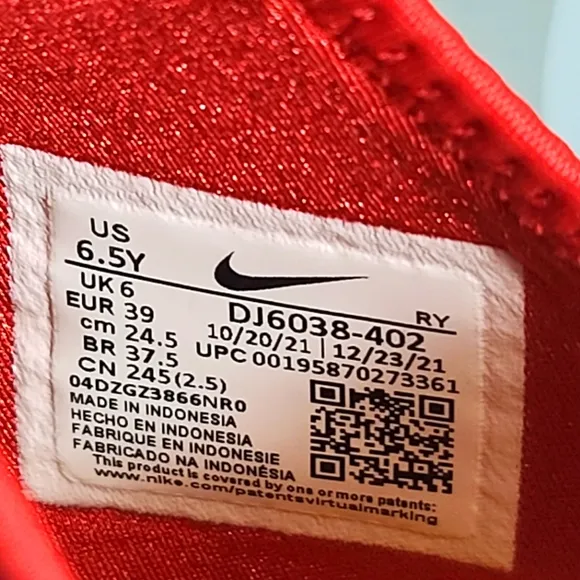 US
6.5Y
UK 6
EUR 39
cm 24.5
BR 37.5
CN 245(2.5)
RY
DJ6038-402
10/20/21 | 12/23/21
UPC 00195870273361
04DZGZ3866NR0
MADE IN INDONESIA
HECHO EN INDONESIA
FABRIQUE EN INDONESIE
FABRICADO NA INDONÉSIA
This product is covered by one or more patents:
www.nike.com/patentsvirtualmarking